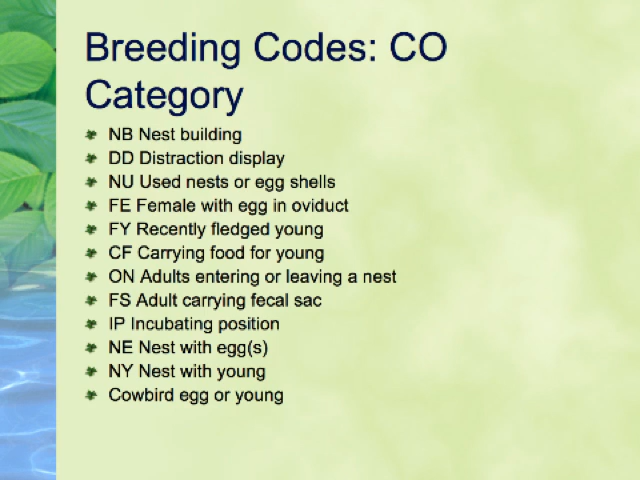 Breeding Codes: CO
Category
NB Nest building
DD Distraction display
NU Used nests or egg shells
FE Female with egg in oviduct
FY Recently fledged young
CF Carrying food for young
ON Adults entering or leaving a nest
FS Adult carrying fecal sac
IP Incubating position
NE Nest with egg(s)
NY Nest with young
Cowbird egg or young